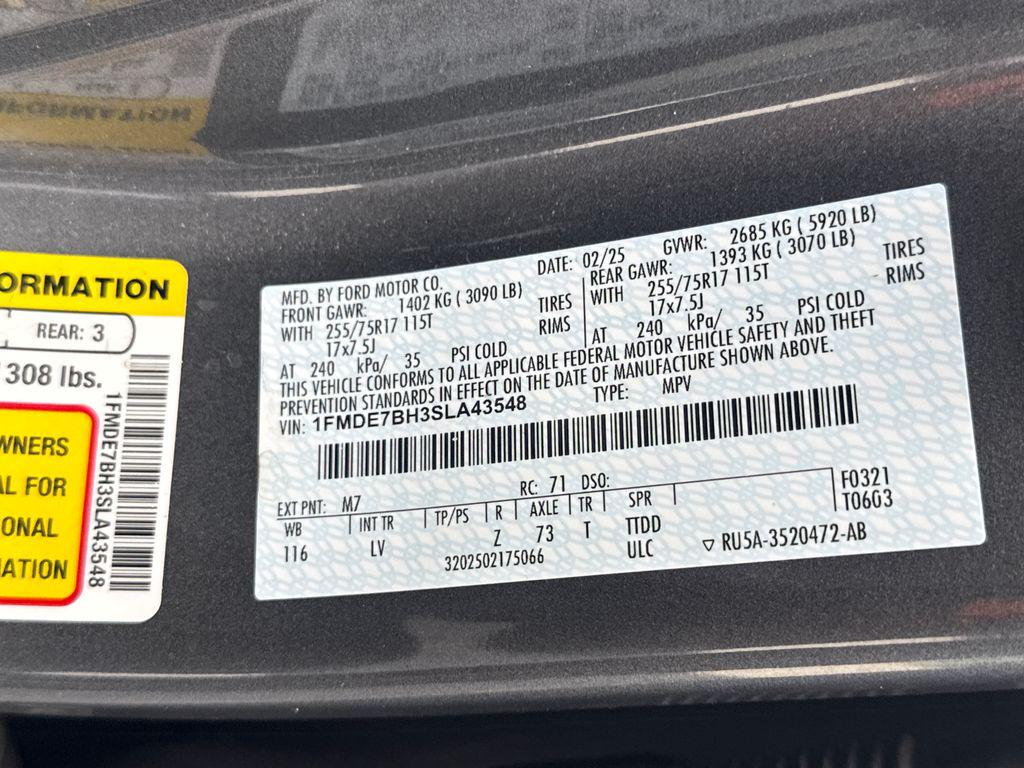 ORMATION
REAR: 3
308 lbs.
WNERS
AL FOR
ONAL
ATION
1FMDE7BH3SLA43548
MFD. BY FORD MOTOR CO.
DATE: 02/25 GVWR: 2685 KG ( 5920 LB)
FRONT GAWR: 1402 KG ( 3090 LB)
WITH 255/75R17 115T TIRES
17x7.5J RIMS
AT 240 kPa/ 35 PSI COLD
REAR GAWR: 1393 KG ( 3070 LB)
WITH 255/75R17 115T TIRES
17x7.5J RIMS
AT 240 kPa/ 35 PSI COLD
THIS VEHICLE CONFORMS TO ALL APPLICABLE FEDERAL MOTOR VEHICLE SAFETY AND THEFT
PREVENTION STANDARDS IN EFFECT ON THE DATE OF MANUFACTURE SHOWN ABOVE.
VIN: 1FMDE7BH3SLA43548 TYPE: MPV
EXT PNT: M7 RC: 71 DSO:
WB INT TR TP/PS R AXLE TR SPR
116 LV Z 73 T TTDD
ULC
F0321
T0603
3202502175066
RU5A-3520472-AB